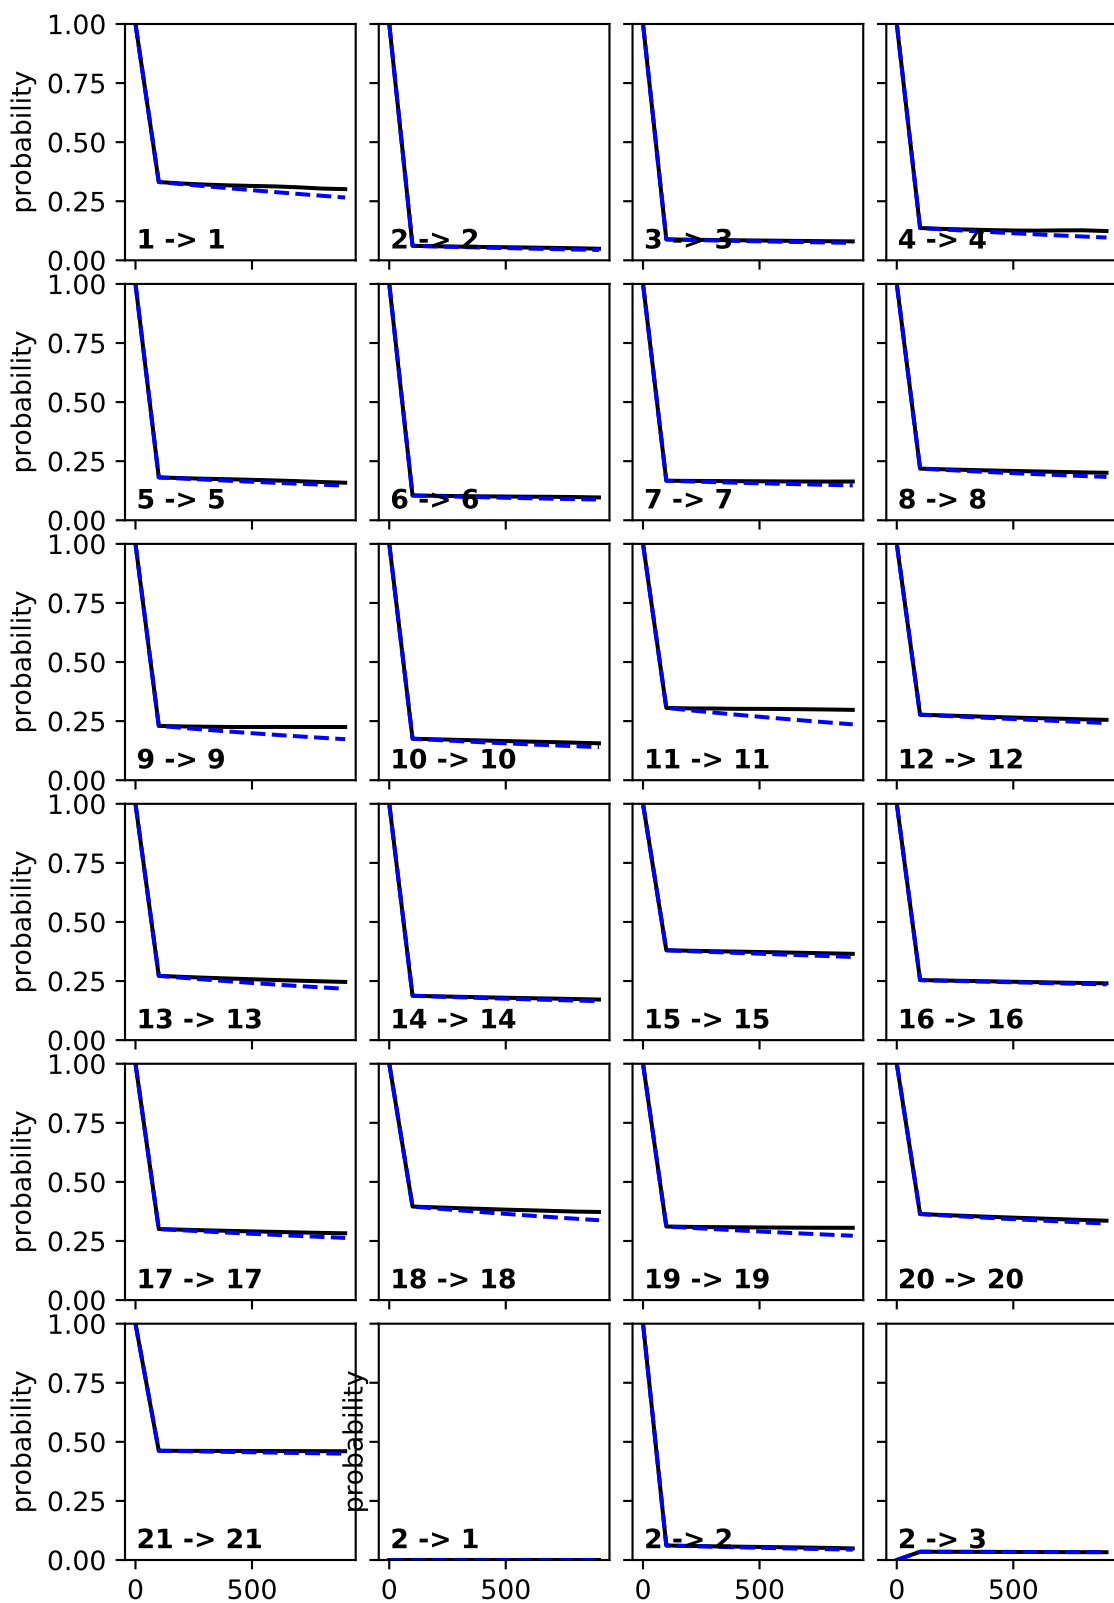 1.00
0.75
0.50
0.25
0.00
probability
1 -> 1
2 -> 2
3 -> 3
4 -> 4
1.00
0.75
0.50
0.25
0.00
probability
5 -> 5
6 -> 6
7 -> 7
8 -> 8
1.00
0.75
0.50
0.25
0.00
probability
9 -> 9
10 -> 10
11 -> 11
12 -> 12
1.00
0.75
0.50
0.25
0.00
probability
13 -> 13
14 -> 14
15 -> 15
16 -> 16
1.00
0.75
0.50
0.25
0.00
probability
17 -> 17
18 -> 18
19 -> 19
20 -> 20
1.00
0.75
0.50
0.25
0.00
probability
21 -> 21
probability
2 -> 1
2 -> 2
2 -> 3
0 500
0 500
0 500
0 500